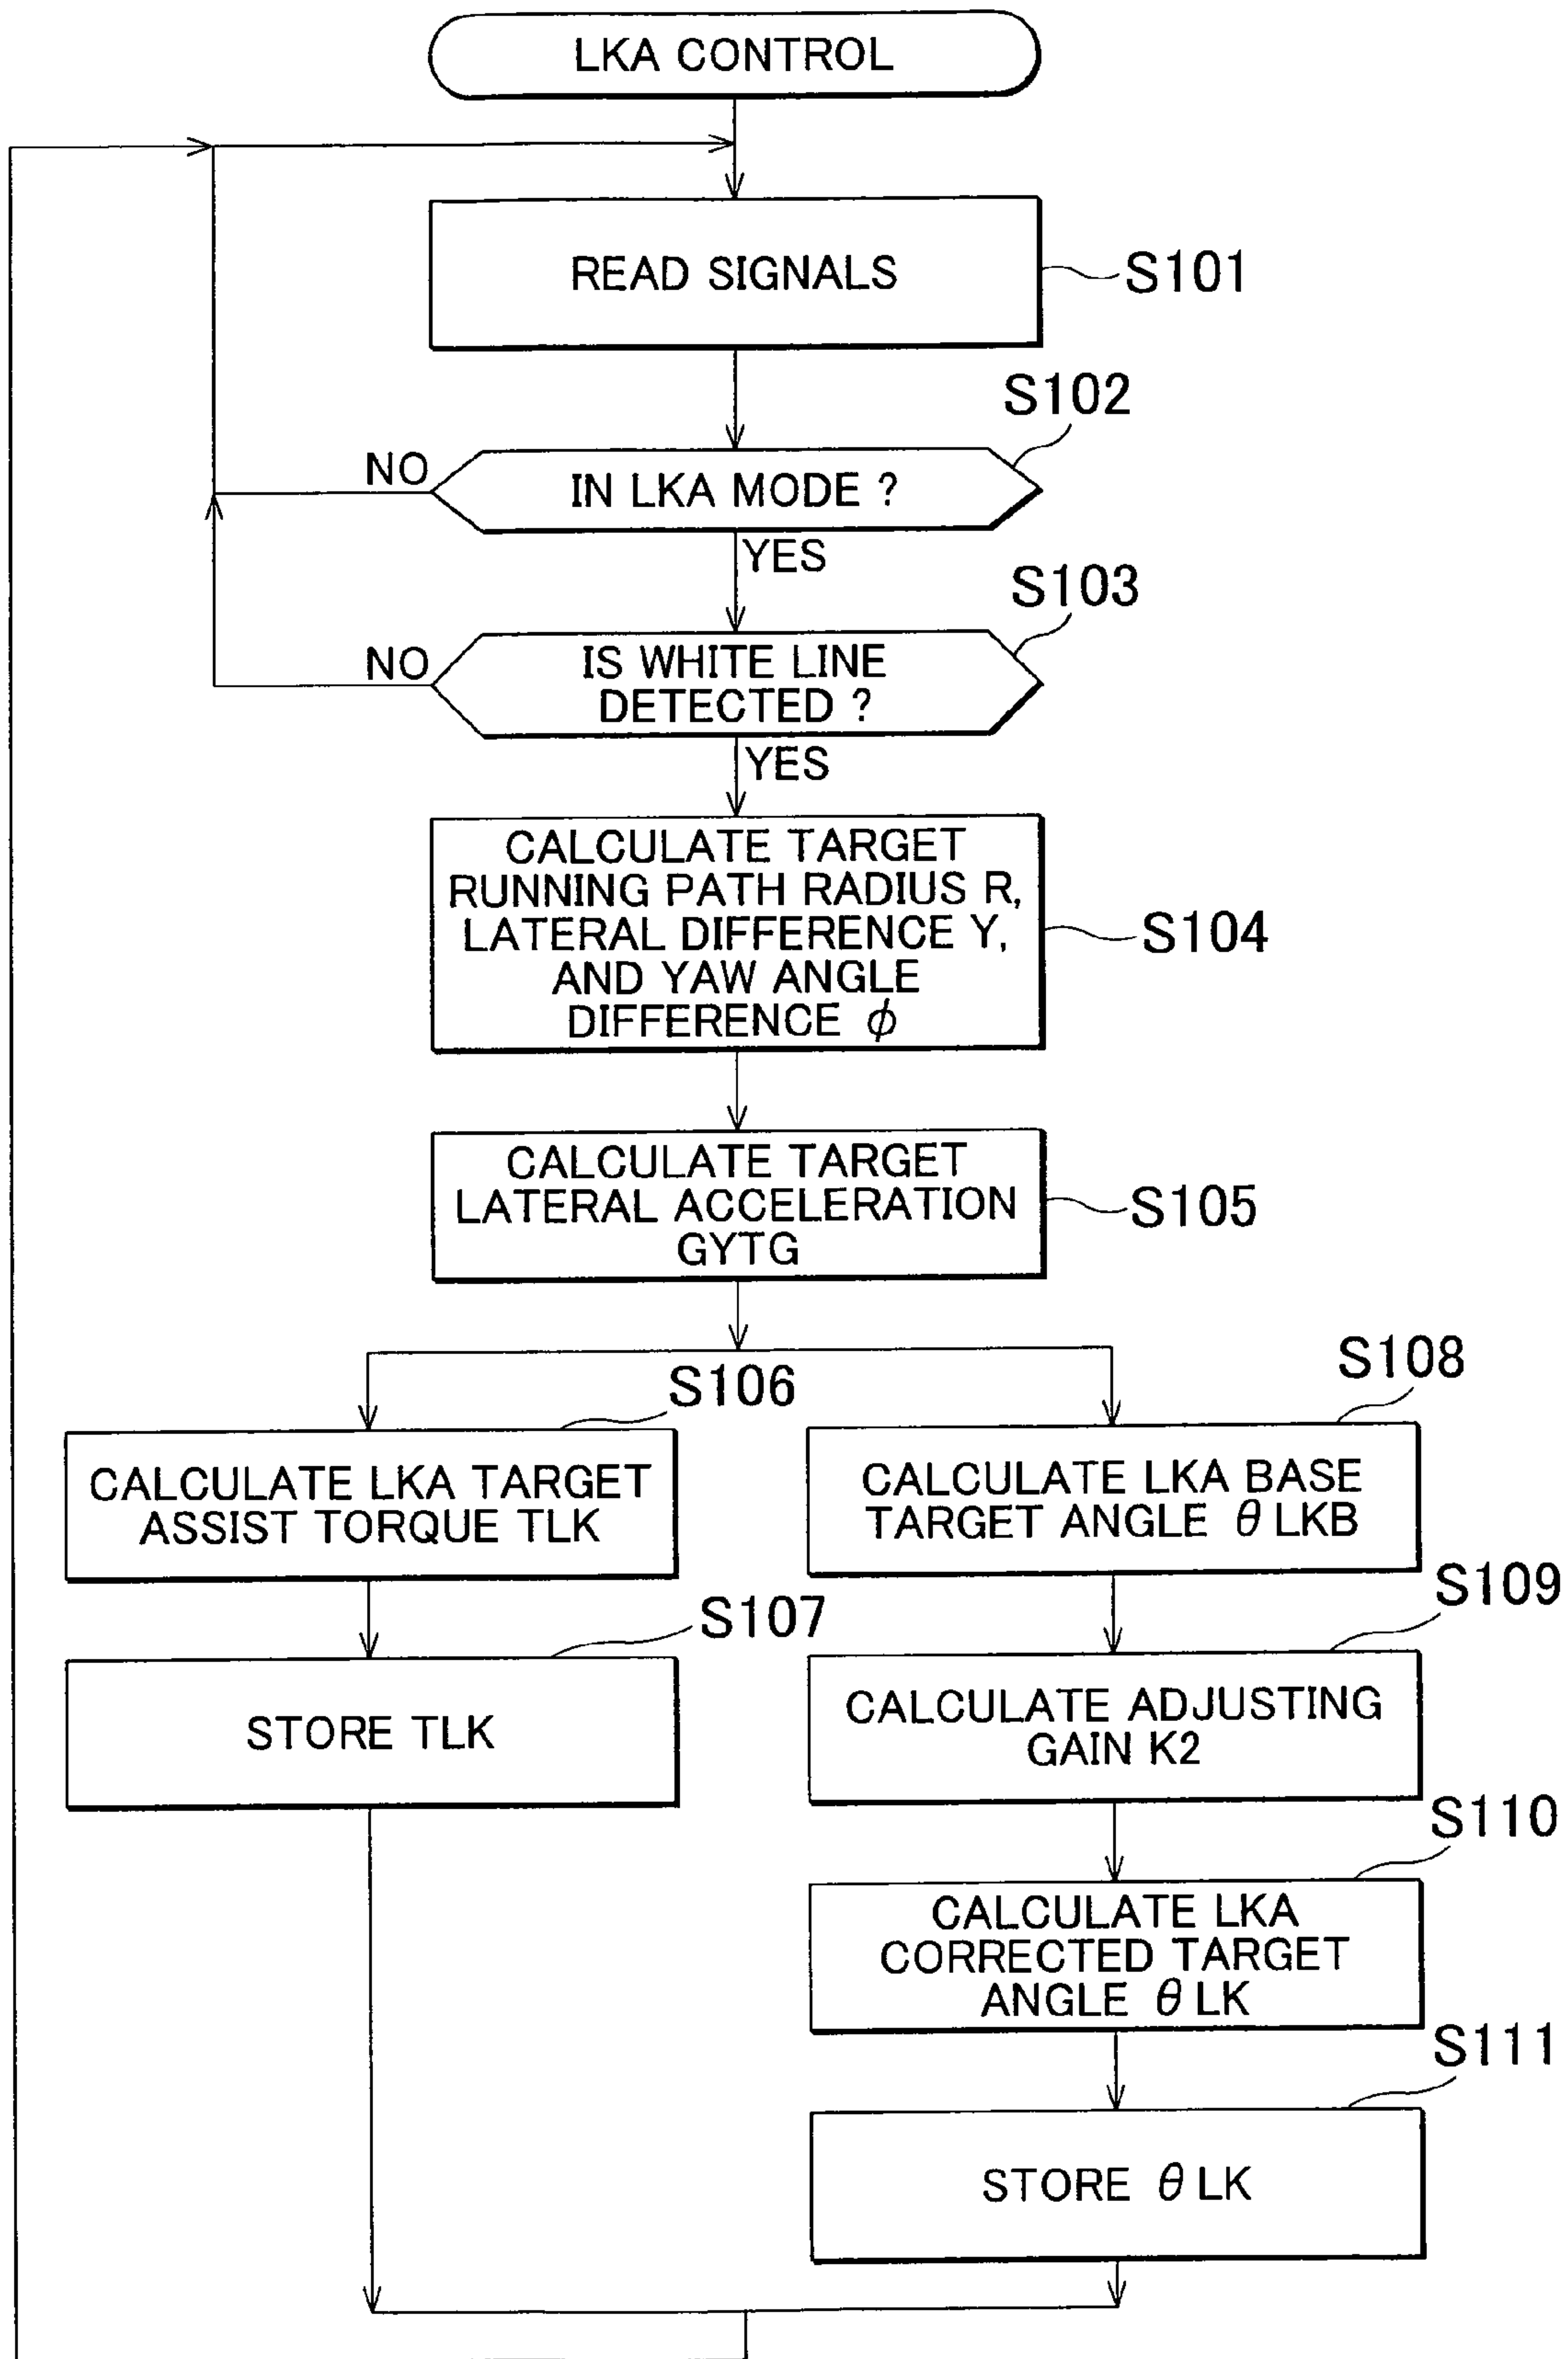 LKA CONTROL
READ SIGNALS
S101
S102
NO
IN LKA MODE ?
YES
S103
NO
IS WHITE LINE
DETECTED ?
YES
CALCULATE TARGET
RUNNING PATH RADIUS R,
LATERAL DIFFERENCE Y,
AND YAW ANGLE
DIFFERENCE ϕ
S104
CALCULATE TARGET
LATERAL ACCELERATION
GYTG
S105
S106
CALCULATE LKA TARGET
ASSIST TORQUE TLK
S107
STORE TLK
S108
CALCULATE LKA BASE
TARGET ANGLE θ LKB
S109
CALCULATE ADJUSTING
GAIN K2
S110
CALCULATE LKA
CORRECTED TARGET
ANGLE θ LK
S111
STORE θ LK